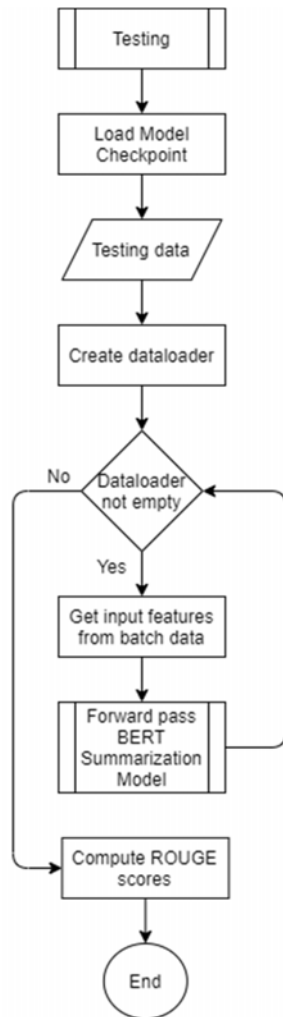 Testing
Load Model
Checkpoint
Testing data
Create dataloader
Dataloader
not empty
No
Yes
Get input features
from batch data
Forward pass
BERT
Summarization
Model
Compute ROUGE
scores
End